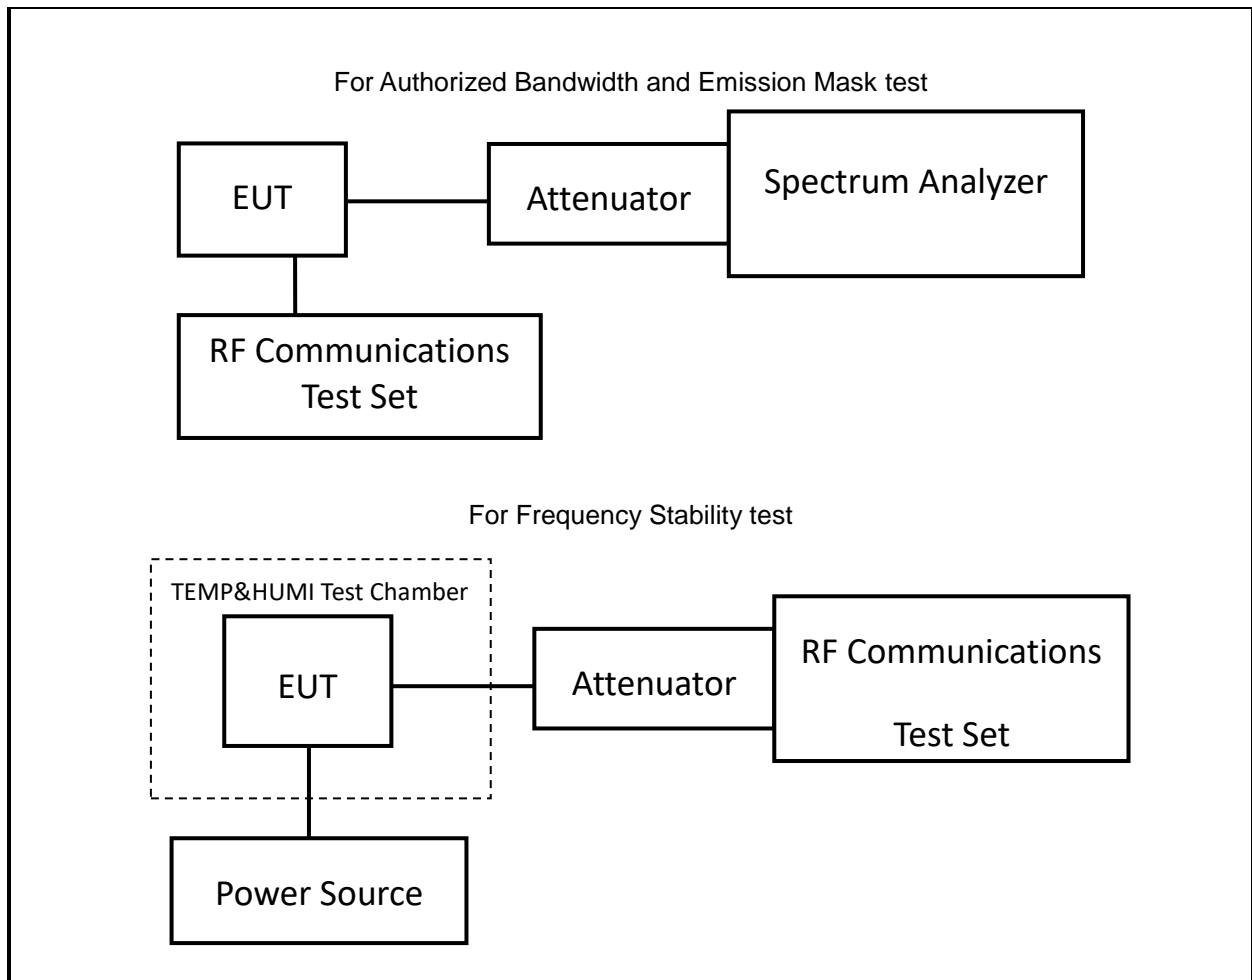 For Authorized Bandwidth and Emission Mask test
EUT
Attenuator
Spectrum Analyzer
RF Communications
Test Set
For Frequency Stability test
TEMP&HUMI Test Chamber
EUT
Attenuator
RF Communications
Test Set
Power Source